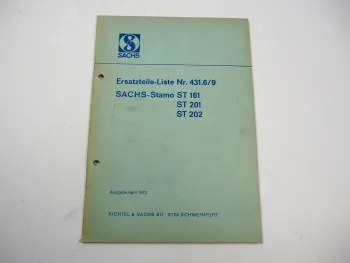 SACHS
Ersatzteile-Liste Nr. 431.6/9
SACHS-Stamo ST 161
ST 201
ST 202
Ausgabe April 1972
FICHTEL & SACHS AG 8720 SCHWEINFURT